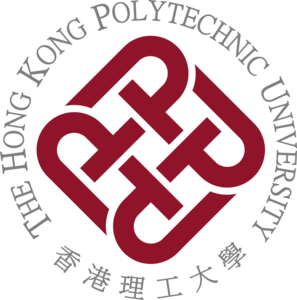 THE HONG KONG POLYTECHNIC UNIVERSITY
香港理工大學